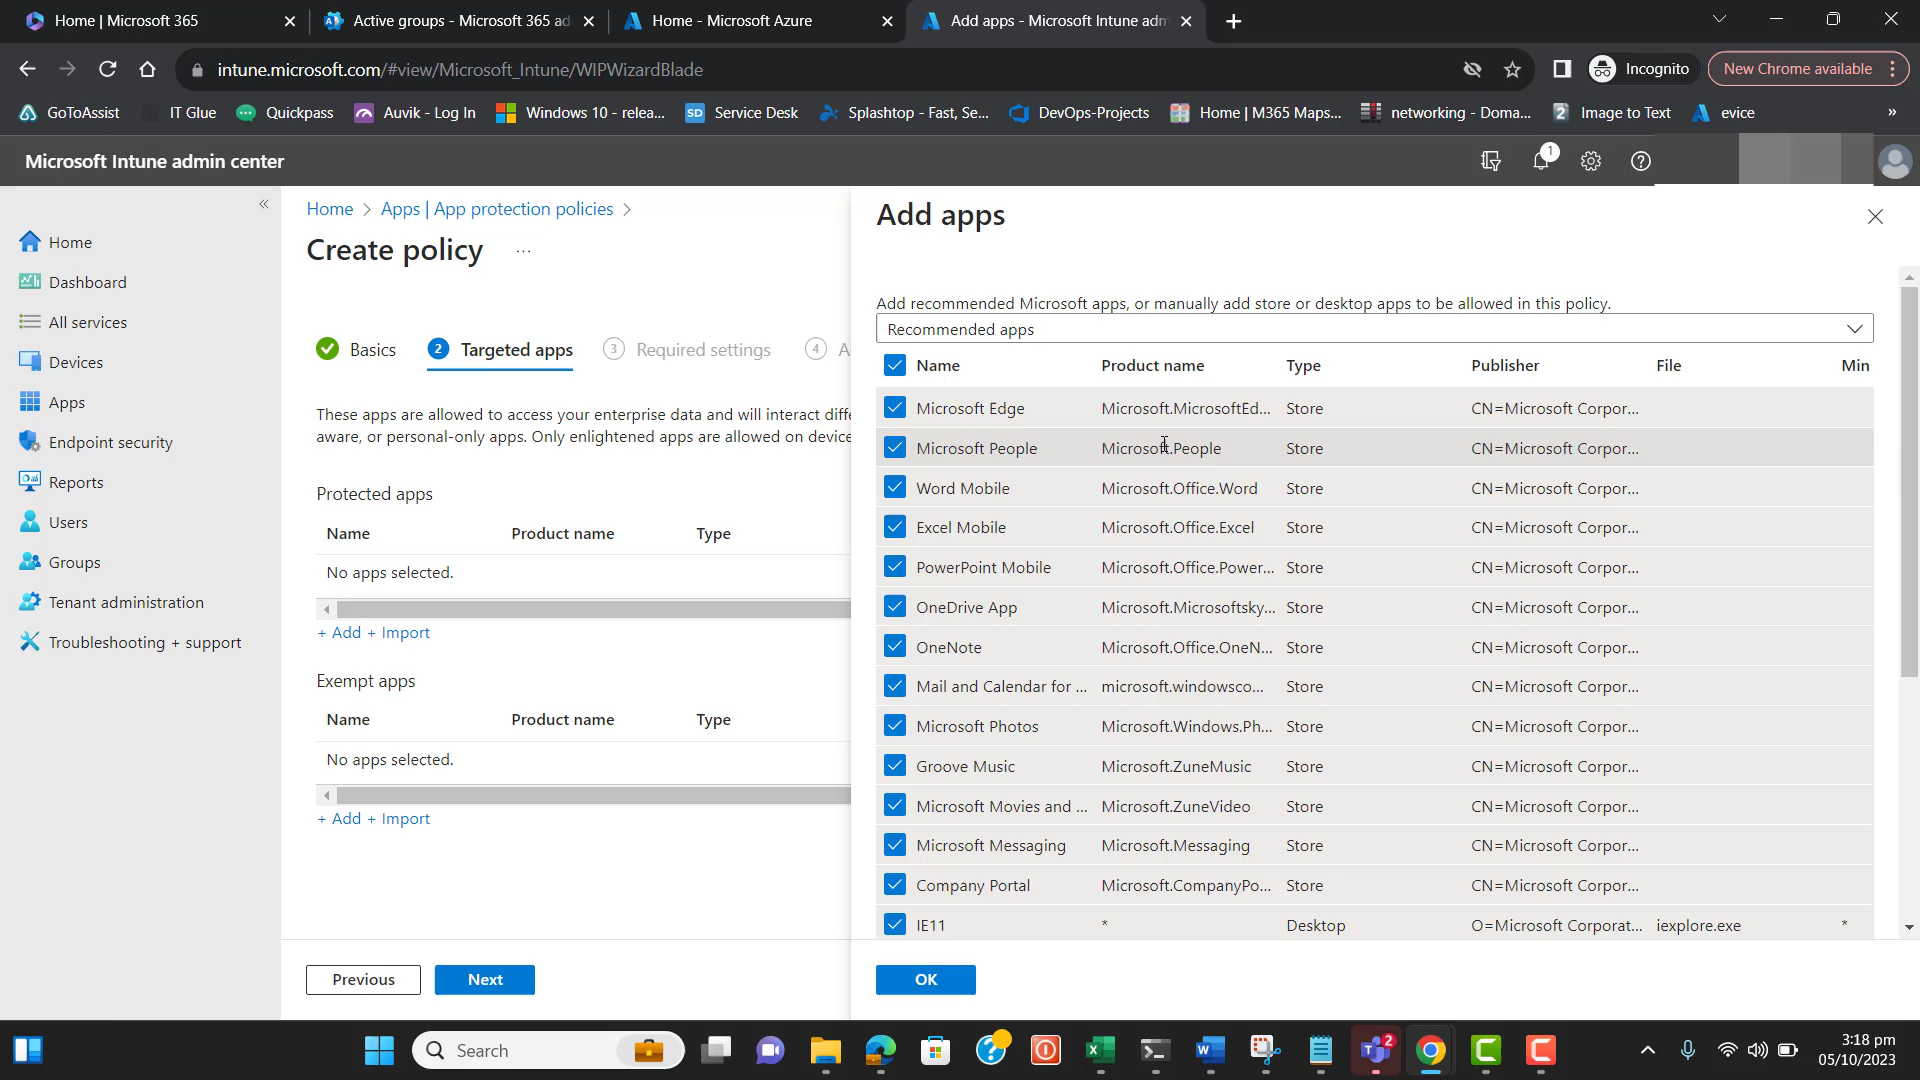 Home | Microsoft 365
Active groups - Microsoft 365 ad
Home - Microsoft Azure
Add apps - Microsoft Intune adm
intune.microsoft.com/#view/Microsoft_Intune/WIPWizardBlade
Incognito
New Chrome available
GoToAssist
IT Glue
Quickpass
Auvik - Log In
Windows 10 - relea...
SD Service Desk
Splashtop - Fast, Se...
DevOps-Projects
Home | M365 Maps...
networking - Doma...
2 Image to Text
evice
»
Microsoft Intune admin center
1
«
Home
Dashboard
All services
Devices
Apps
Endpoint security
Reports
Users
Groups
Tenant administration
Troubleshooting + support
Home > Apps | App protection policies >
Create policy ...
Basics
2 Targeted apps
3 Required settings
4 A
These apps are allowed to access your enterprise data and will interact diffe
aware, or personal-only apps. Only enlightened apps are allowed on device
Protected apps
Name Product name Type
No apps selected.
+ Add + Import
Exempt apps
Name Product name Type
No apps selected.
+ Add + Import
Previous
Next
Add apps
Add recommended Microsoft apps, or manually add store or desktop apps to be allowed in this policy.
Recommended apps
Name Product name Type Publisher File Min
Microsoft Edge Microsoft.MicrosoftEd... Store CN=Microsoft Corpor...
Microsoft People Microsoft.People Store CN=Microsoft Corpor...
Word Mobile Microsoft.Office.Word Store CN=Microsoft Corpor...
Excel Mobile Microsoft.Office.Excel Store CN=Microsoft Corpor...
PowerPoint Mobile Microsoft.Office.Power... Store CN=Microsoft Corpor...
OneDrive App Microsoft.Microsoftsky... Store CN=Microsoft Corpor...
OneNote Microsoft.Office.OneN... Store CN=Microsoft Corpor...
Mail and Calendar for ... microsoft.windowsco... Store CN=Microsoft Corpor...
Microsoft Photos Microsoft.Windows.Ph... Store CN=Microsoft Corpor...
Groove Music Microsoft.ZuneMusic Store CN=Microsoft Corpor...
Microsoft Movies and ... Microsoft.ZuneVideo Store CN=Microsoft Corpor...
Microsoft Messaging Microsoft.Messaging Store CN=Microsoft Corpor...
Company Portal Microsoft.CompanyPo... Store CN=Microsoft Corpor...
IE11 * Desktop O=Microsoft Corporat... iexplore.exe *
OK
Search
2
3:18 pm
05/10/2023